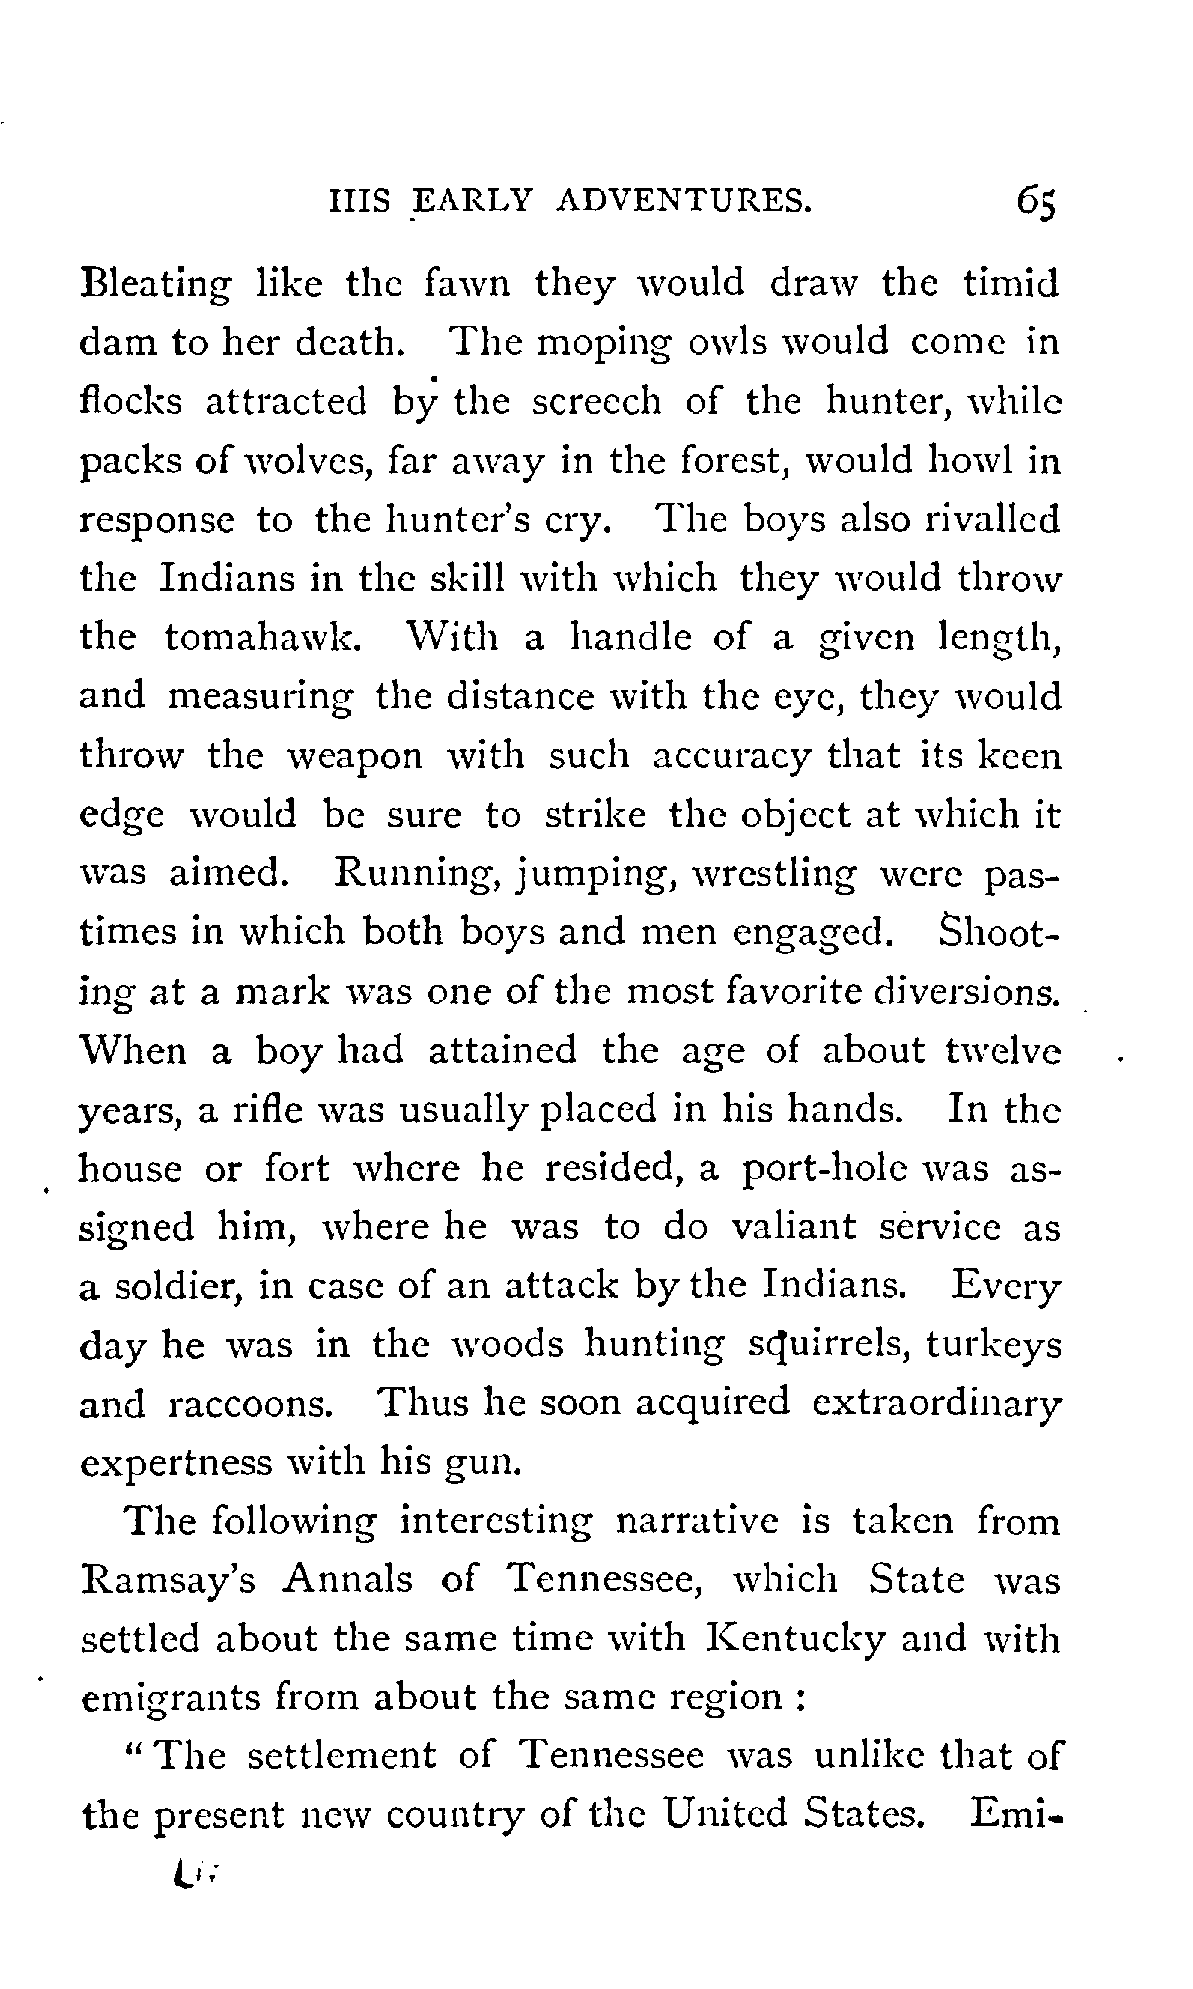 HIS EARLY ADVENTURES. 65
Bleating like the fawn they would draw the timid
dam to her death. The moping owls would come in
flocks attracted by the screech of the hunter, while
packs of wolves, far away in the forest, would howl in
response to the hunter's cry. The boys also rivalled
the Indians in the skill with which they would throw
the tomahawk. With a handle of a given length,
and measuring the distance with the eye, they would
throw the weapon with such accuracy that its keen
edge would be sure to strike the object at which it
was aimed. Running, jumping, wrestling were pas-
times in which both boys and men engaged. Shoot-
ing at a mark was one of the most favorite diversions.
When a boy had attained the age of about twelve
years, a rifle was usually placed in his hands. In the
house or fort where he resided, a port-hole was as-
signed him, where he was to do valiant service as
a soldier, in case of an attack by the Indians. Every
day he was in the woods hunting squirrels, turkeys
and raccoons. Thus he soon acquired extraordinary
expertness with his gun.
The following interesting narrative is taken from
Ramsay's Annals of Tennessee, which State was
settled about the same time with Kentucky and with
emigrants from about the same region :
" The settlement of Tennessee was unlike that of
the present new country of the United States. Emi-